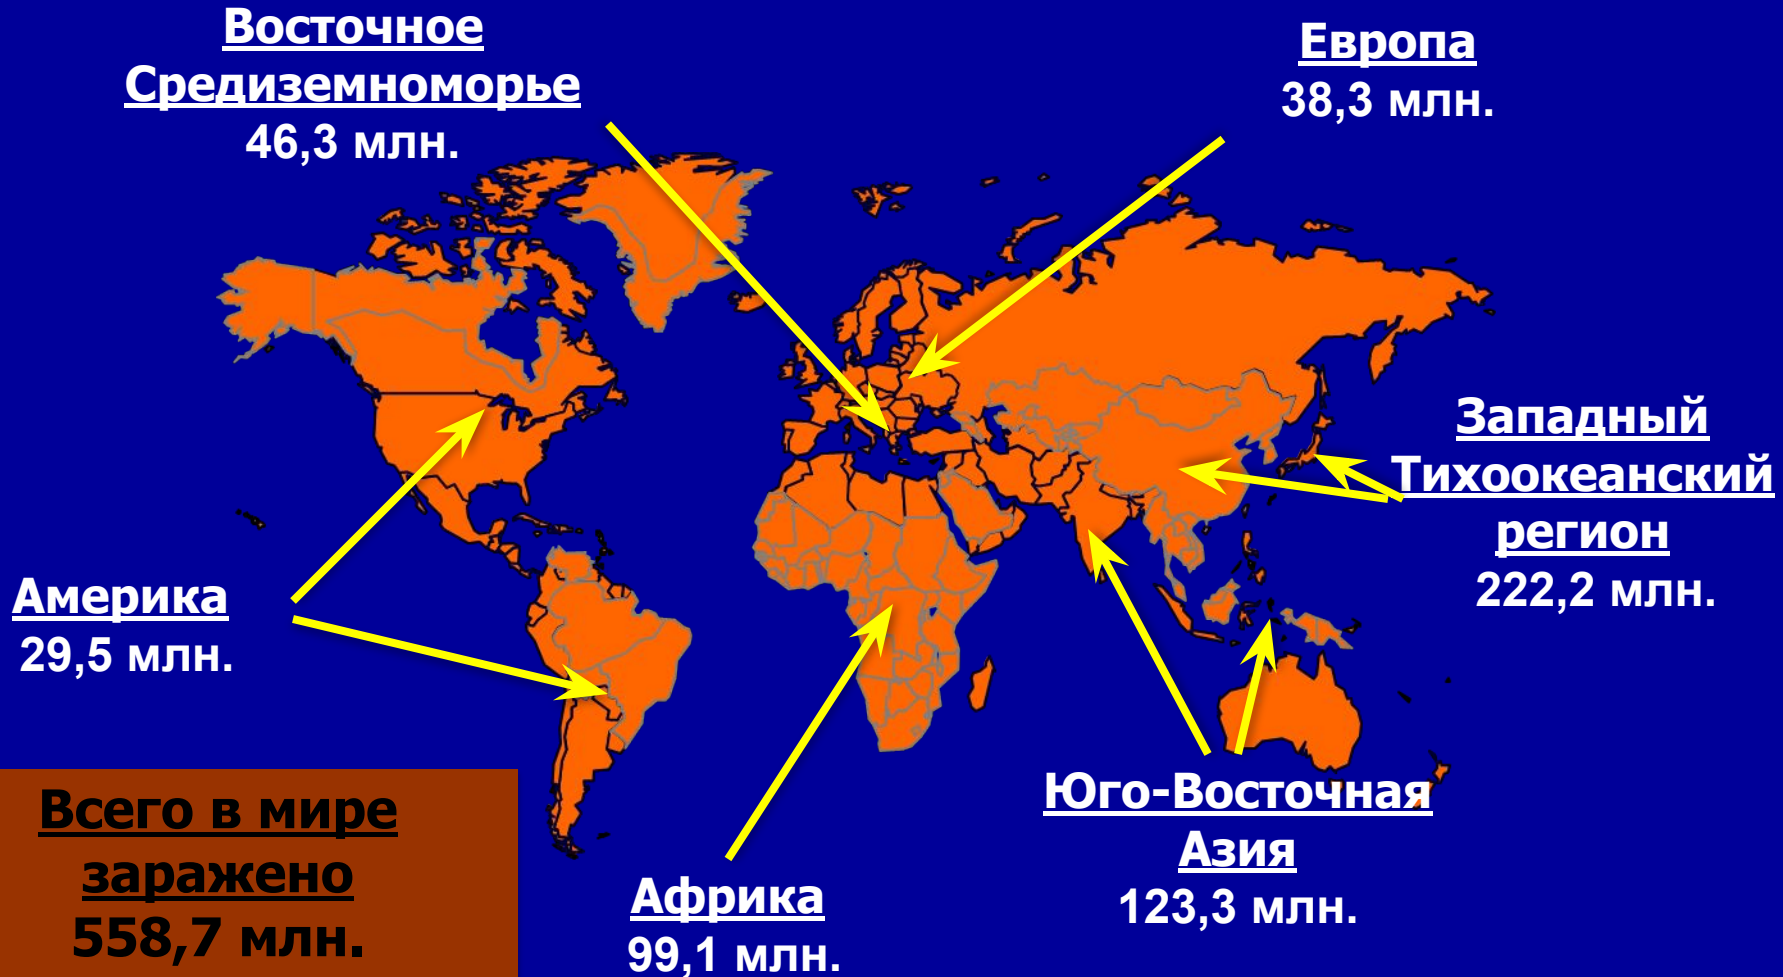 Восточное
Средиземноморье
46,3 млн.
Европа
38,3 млн.
Западный
Тихоокеанский
регион
222,2 млн.
Америка
29,5 млн.
Юго-Восточная
Азия
123,3 млн.
Африка
99,1 млн.
Всего в мире
заражено
558,7 млн.